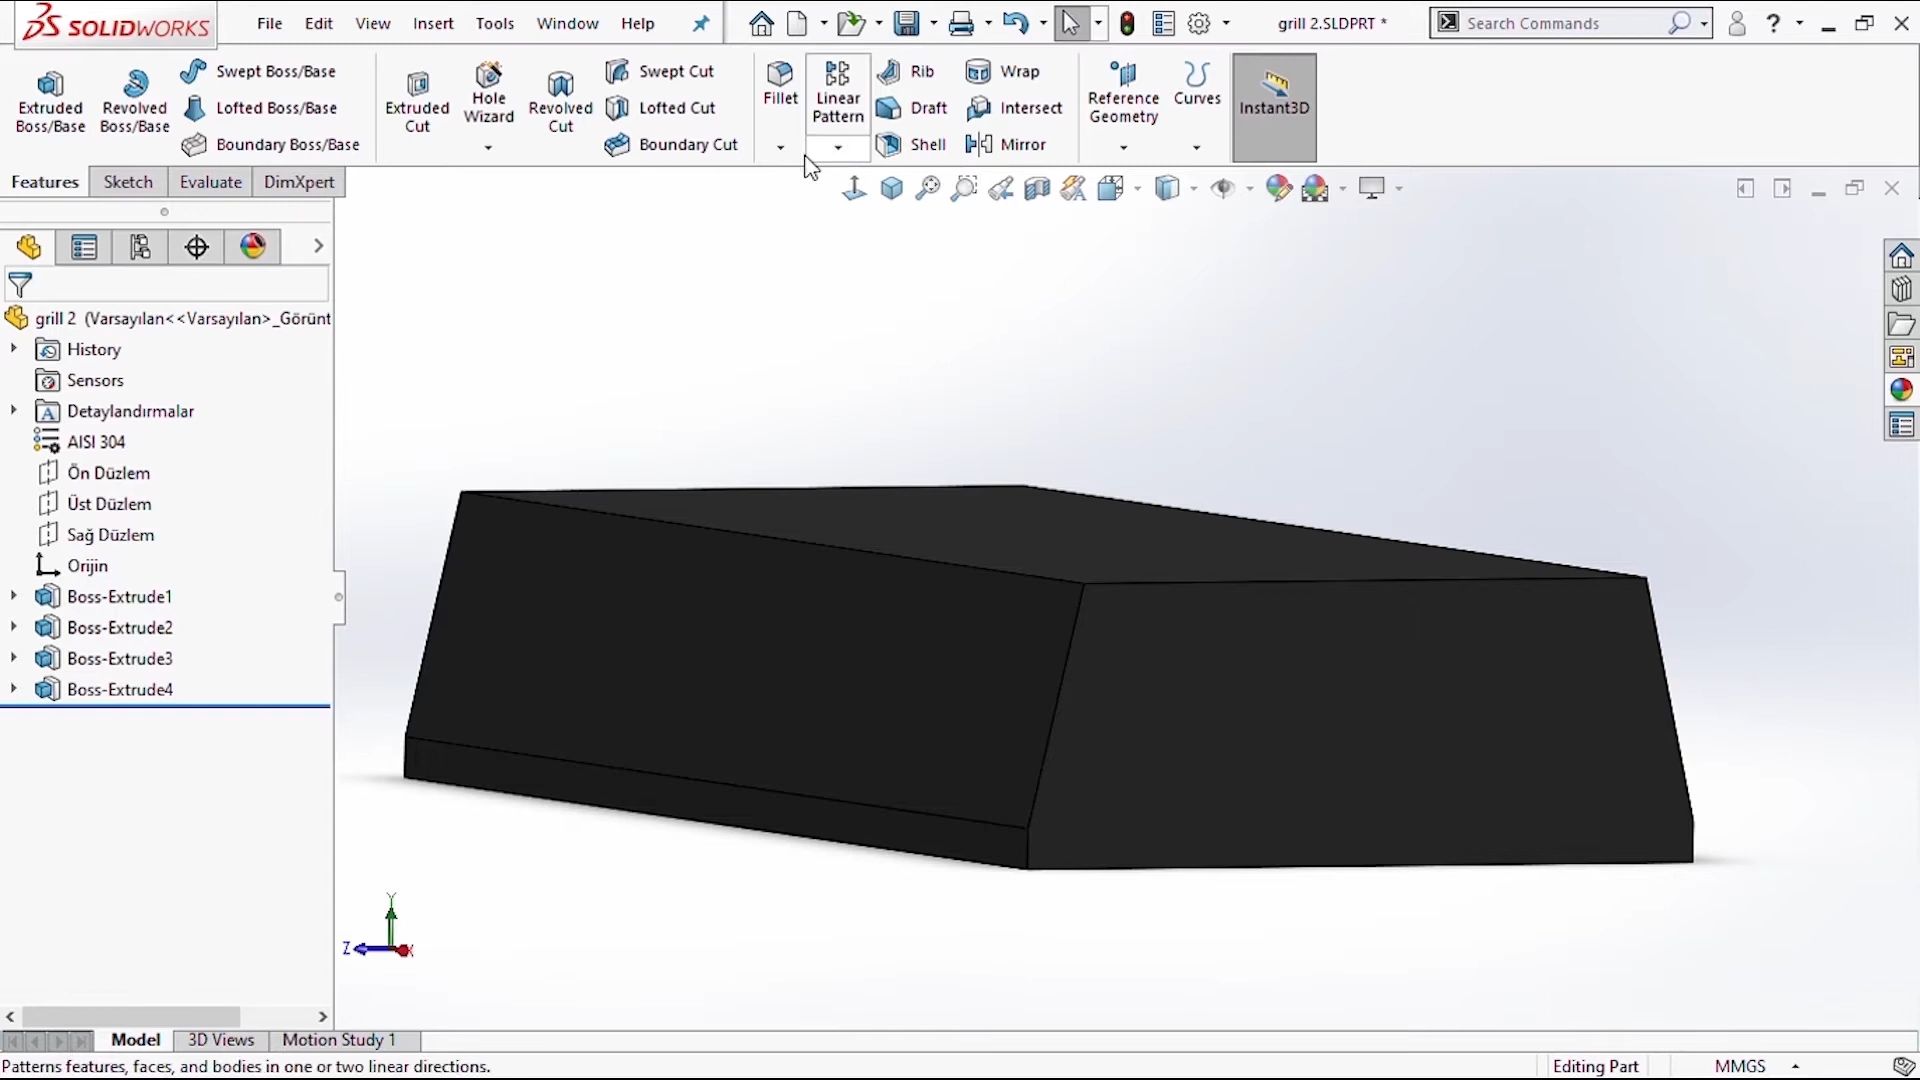 SOLIDWORKS
File Edit View Insert Tools Window Help
grill 2.SLDPRT *
Search Commands
?
Extruded Boss/Base
Revolved Boss/Base
Swept Boss/Base
Lofted Boss/Base
Boundary Boss/Base
Extruded Cut
Hole Wizard
Revolved Cut
Swept Cut
Lofted Cut
Boundary Cut
Fillet
Linear Pattern
Rib
Draft
Shell
Wrap
Intersect
Mirror
Reference Geometry
Curves
Instant3D
Features Sketch Evaluate DimXpert
grill 2 (Varsayılan<<Varsayılan>_Görünt
History
Sensors
Detaylandırmalar
AISI 304
Ön Düzlem
Üst Düzlem
Sağ Düzlem
Orijin
Boss-Extrude1
Boss-Extrude2
Boss-Extrude3
Boss-Extrude4
Y
Z
X
Model 3D Views Motion Study 1
Patterns features, faces, and bodies in one or two linear directions.
Editing Part
MMGS